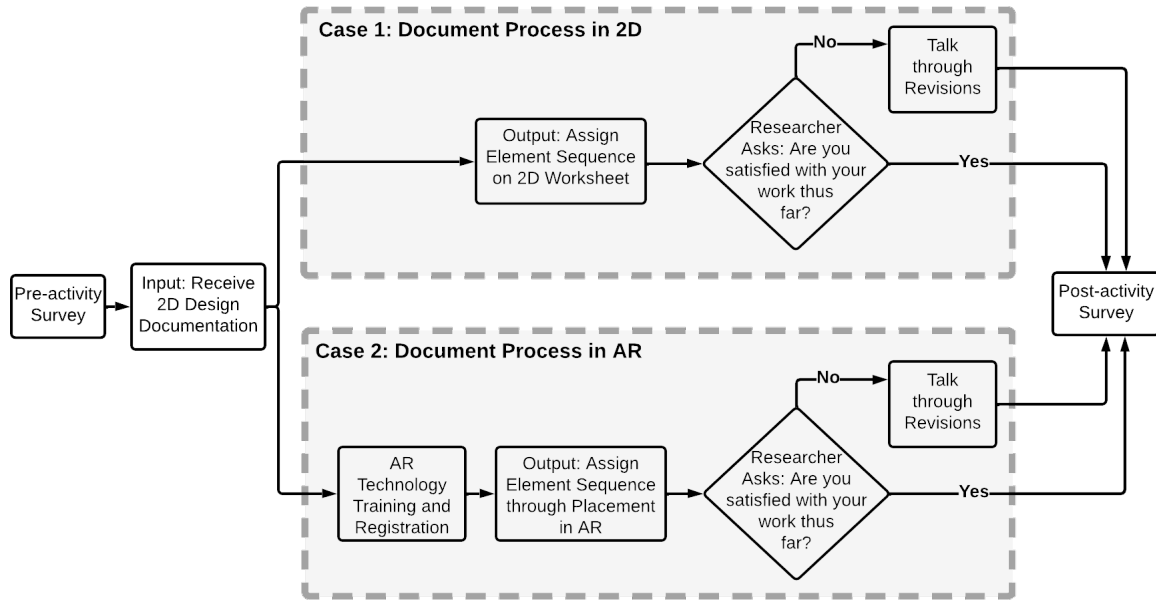 Case 1: Document Process in 2D
No
Talk
through
Revisions
Output: Assign
Element Sequence
on 2D Worksheet
Researcher
Asks: Are you
satisfied with your
work thus
far?
Yes
Pre-activity
Survey
Input: Receive
2D Design
Documentation
Post-activity
Survey
Case 2: Document Process in AR
No
Talk
through
Revisions
AR
Technology
Training and
Registration
Output: Assign
Element Sequence
through Placement
in AR
Researcher
Asks: Are you
satisfied with your
work thus
far?
Yes